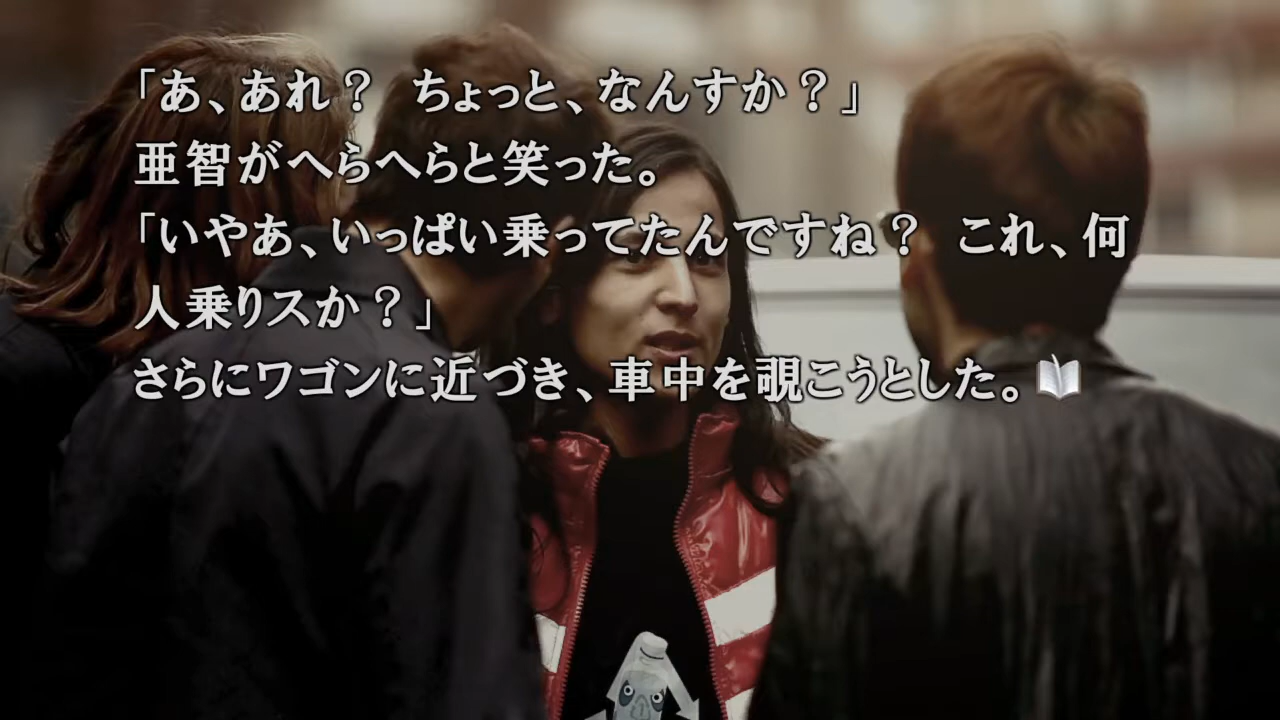 「あ、あれ？　ちょっと、なんすか？」
亜智がへらへらと笑った。
「いやあ、いっぱい乗ってたんですね？　これ、何
人乗りスか？」
さらにワゴンに近づき、車中を覗こうとした。